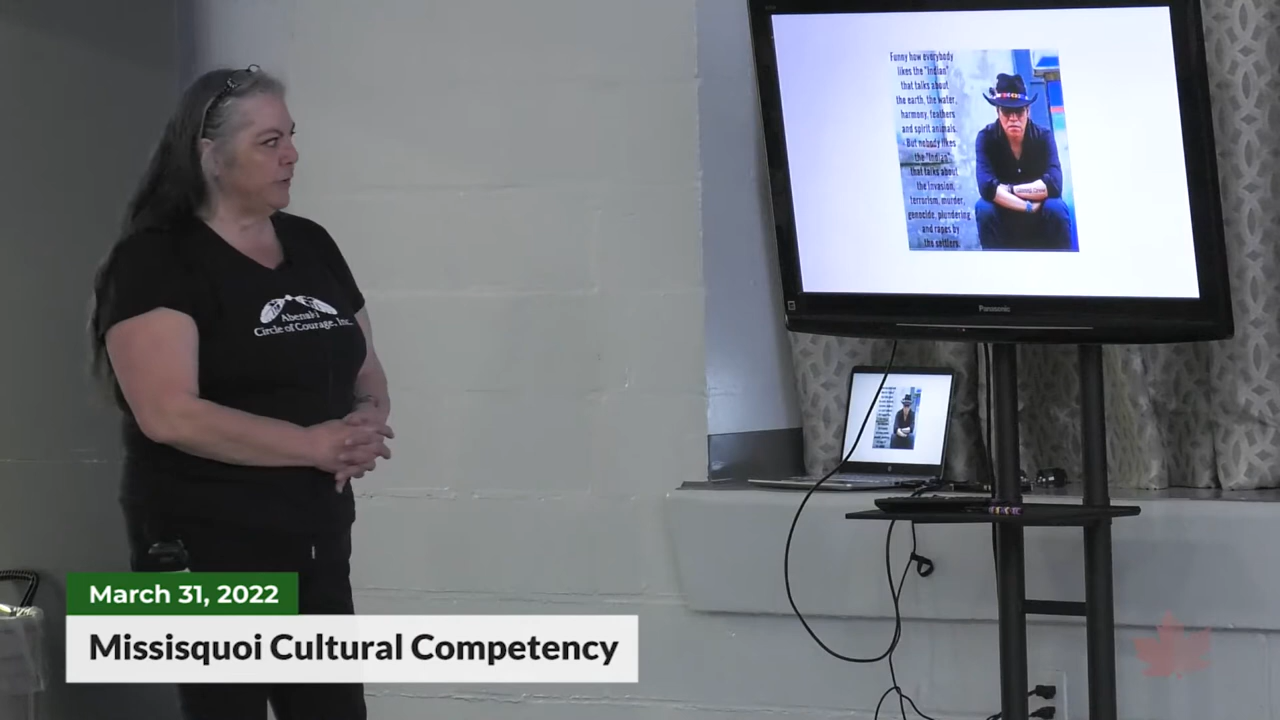 Funny how everybody
likes the "Indian"
that talks about
the earth, the water,
harmony, feathers
and spirit animals.
But nobody likes
the "Indian"
that talks about
the invasion,
terrorism, murder,
genocide, plundering
and rapes by
the settlers.
Panasonic
Abenaki
Circle of Courage, Inc.
March 31, 2022
Missisquoi Cultural Competency